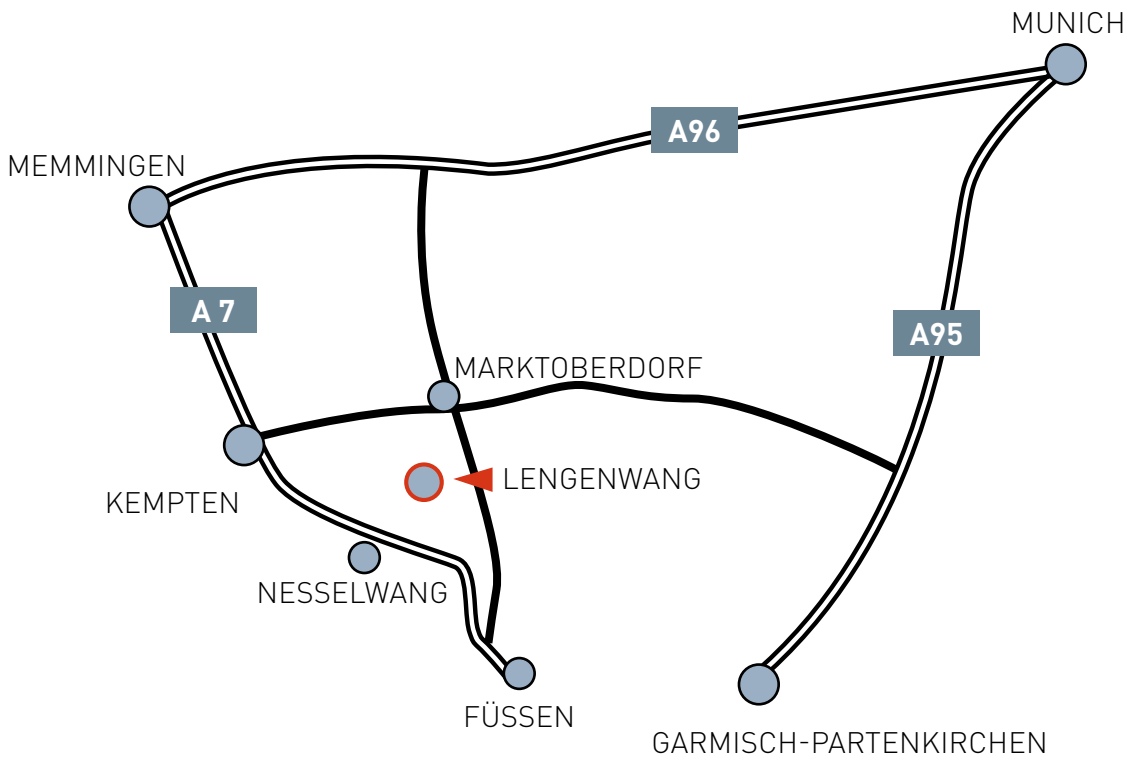 MUNICH
A96
MEMMINGEN
A 7
A95
MARKTOBERDORF
LENGENWANG
KEMPTEN
NESSELWANG
FÜSSEN
GARMISCH-PARTENKIRCHEN